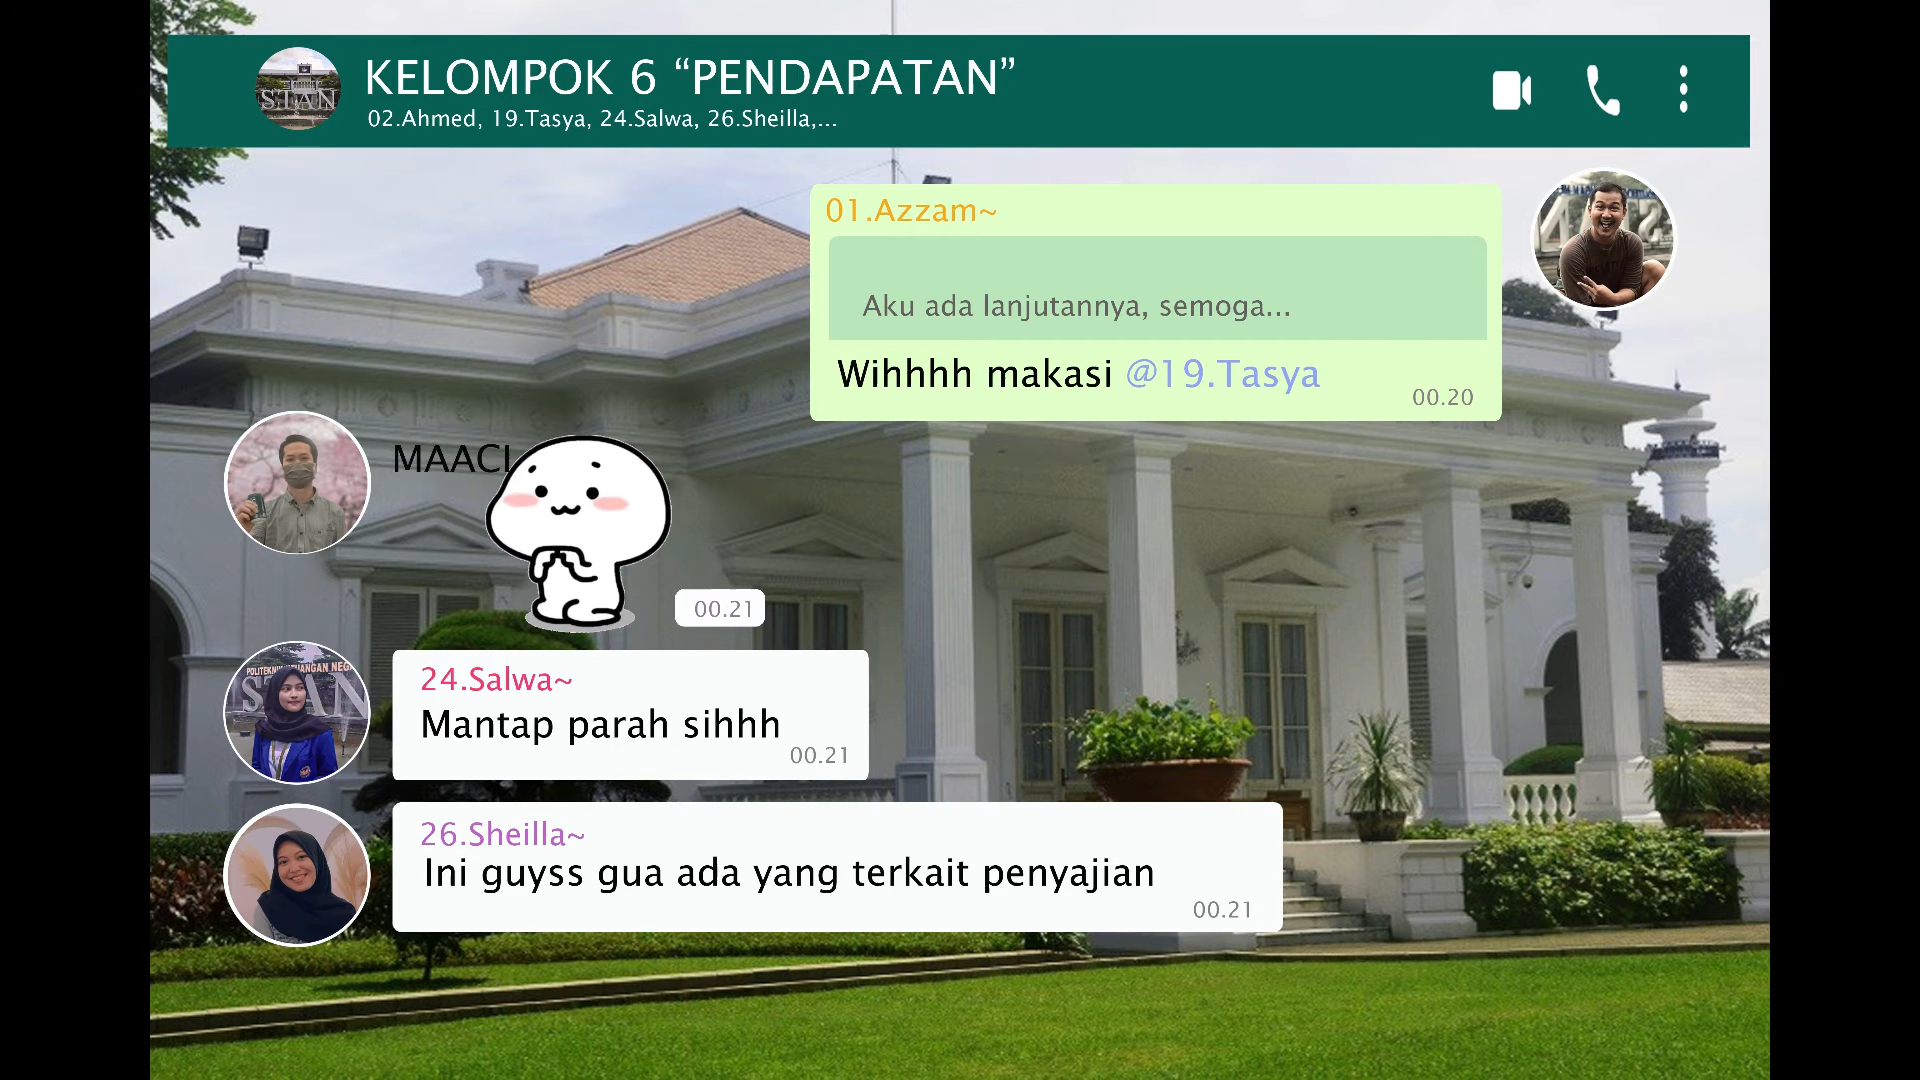 KELOMPOK 6 “PENDAPATAN”
02.Ahmed, 19.Tasya, 24.Salwa, 26.Sheilla,...
STAN
01.Azzam~
Aku ada lanjutannya, semoga...
Wihhhh makasi @19.Tasya
00.20
MAACI
00.21
24.Salwa~
Mantap parah sihhh
00.21
26.Sheilla~
Ini guyss gua ada yang terkait penyajian
00.21